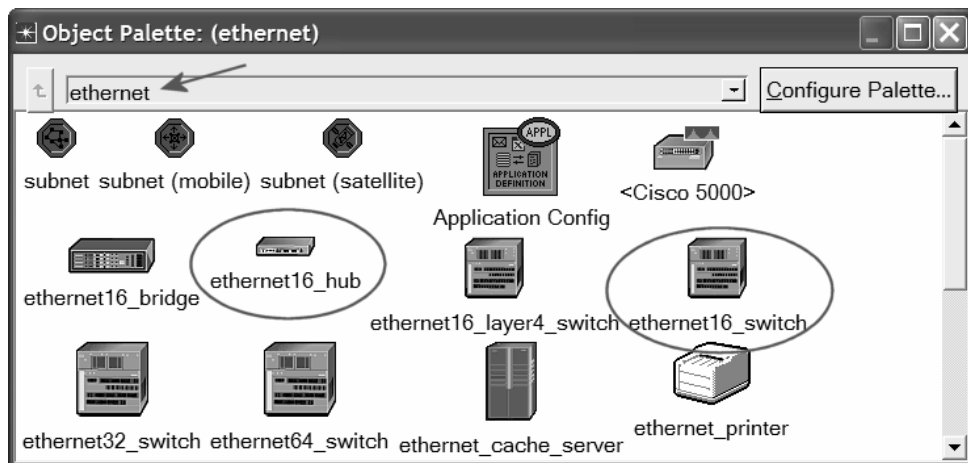 Object Palette: (ethernet)
ethernet
Configure Palette...
subnet
subnet (mobile)
subnet (satellite)
APPL
APPLICATION
DEFINITION
Application Config
<Cisco 5000>
ethernet16_bridge
ethernet16_hub
ethernet16_layer4_switch
ethernet16_switch
ethernet32_switch
ethernet64_switch
ethernet_cache_server
ethernet_printer